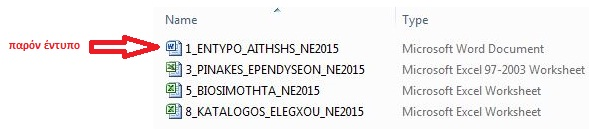 Name Type
παρόν έντυπο 1_ENTYPO_AITHSHS_NE2015 Microsoft Word Document
3_PINAKES_EPENDYSEON_NE2015 Microsoft Excel 97-2003 Worksheet
5_BIOSIMOTHTA_NE2015 Microsoft Excel Worksheet
8_KATALOGOS_ELEGXOU_NE2015 Microsoft Excel Worksheet